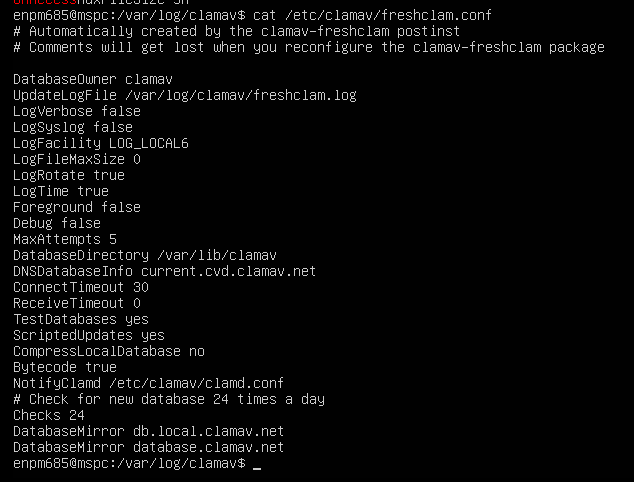 enpm685@mspc:/var/log/clamav$ cat /etc/clamav/freshclam.conf
# Automatically created by the clamav-freshclam postinst
# Comments will get lost when you reconfigure the clamav-freshclam package
DatabaseOwner clamav
UpdateLogFile /var/log/clamav/freshclam.log
LogVerbose false
LogSyslog false
LogFacility LOG_LOCAL6
LogFileMaxSize 0
LogRotate true
LogTime true
Foreground false
Debug false
MaxAttempts 5
DatabaseDirectory /var/lib/clamav
DNSDatabaseInfo current.cvd.clamav.net
ConnectTimeout 30
ReceiveTimeout 0
TestDatabases yes
ScriptedUpdates yes
CompressLocalDatabase no
Bytecode true
NotifyClamd /etc/clamav/clamd.conf
# Check for new database 24 times a day
Checks 24
DatabaseMirror db.local.clamav.net
DatabaseMirror database.clamav.net
enpm685@mspc:/var/log/clamav$ _